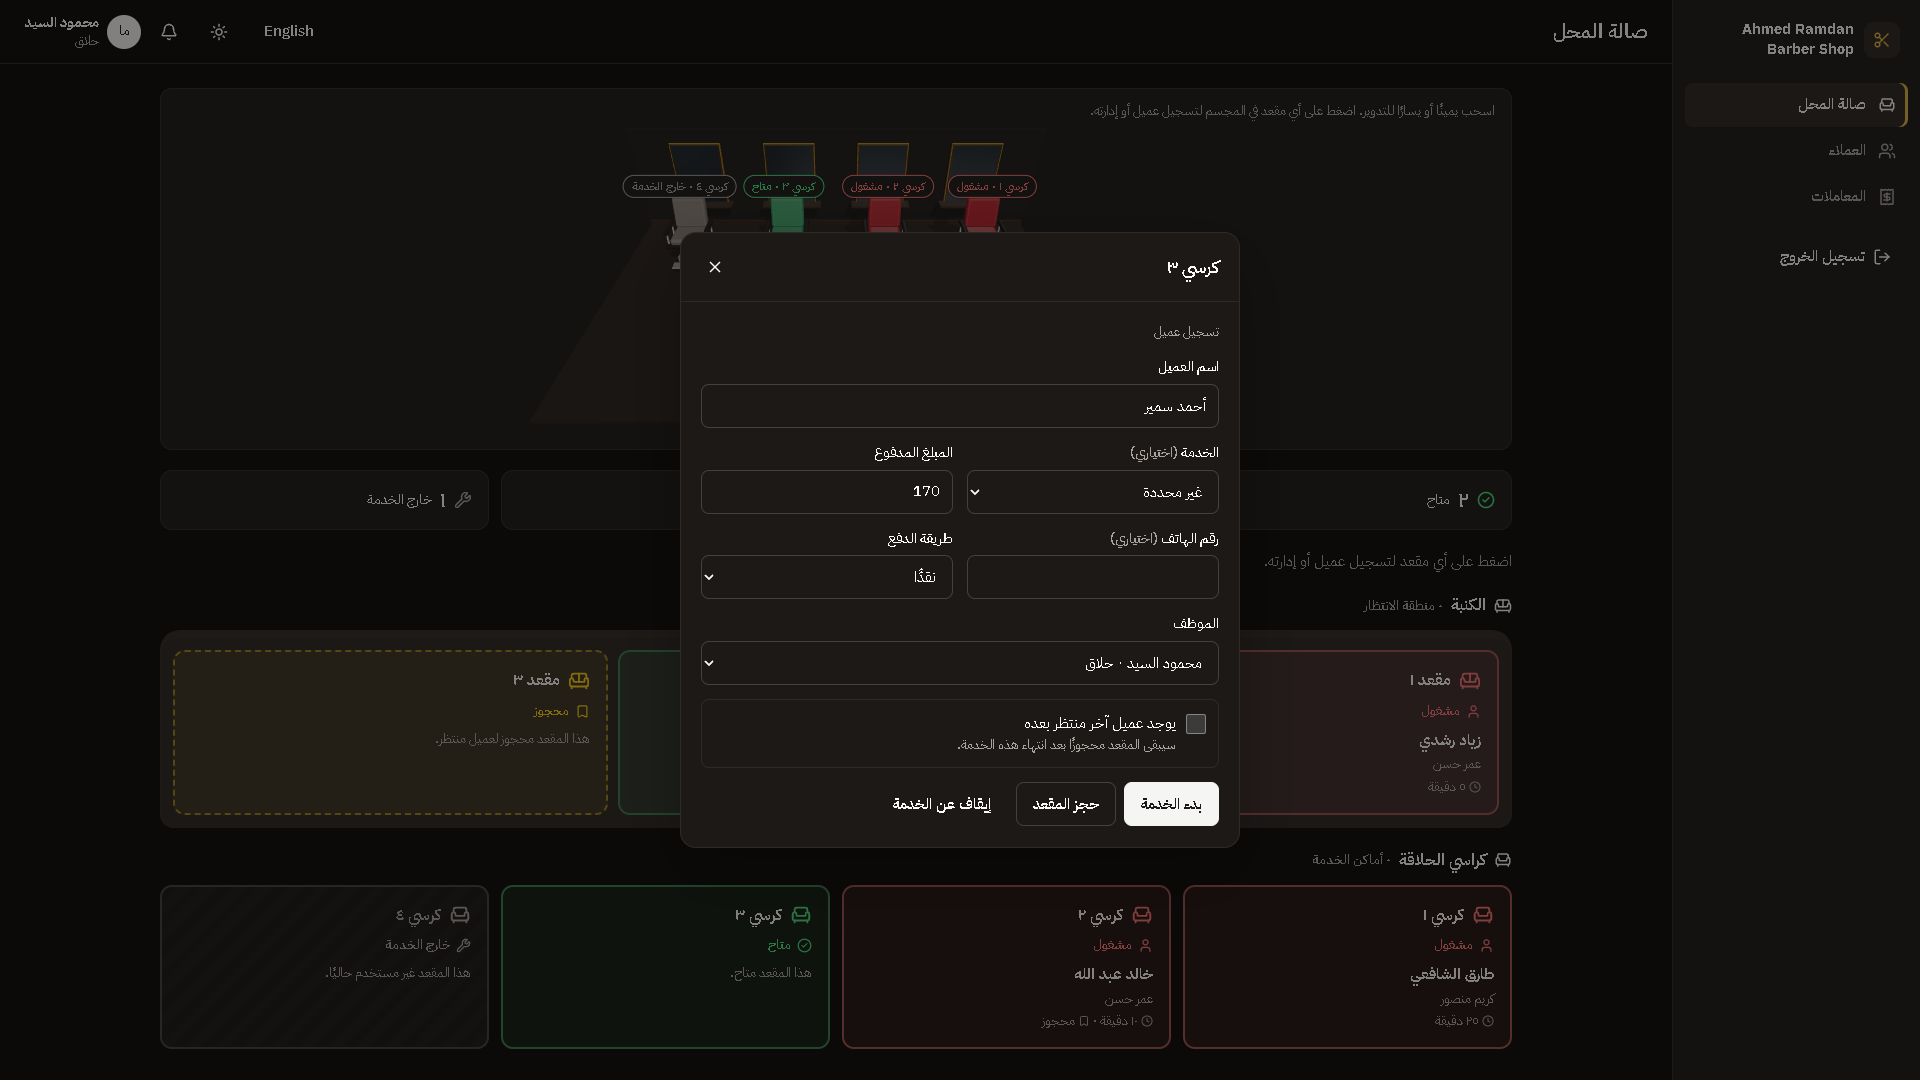 Ahmed Ramdan
Barber Shop
صالة المحل
العملاء
المعاملات
تسجيل الخروج
صالة المحل
English
محمود السيد
حلاق
ما
اسحب يمينًا أو يسارًا للتدوير. اضغط على أي مقعد في المجسم لتسجيل عميل أو إدارته.
كرسي ١ · مشغول
كرسي ٢ · مشغول
كرسي ٣ · متاح
كرسي ٤ · خارج الخدمة
٢ متاح
١ خارج الخدمة
اضغط على أي مقعد لتسجيل عميل أو إدارته.
الكنبة · منطقة الانتظار
مقعد ١
مشغول
زياد رشدي
عمر حسن
٥ دقيقة
مقعد ٣
محجوز
هذا المقعد محجوز لعميل منتظر.
كراسي الحلاقة · أماكن الخدمة
كرسي ١
مشغول
طارق الشافعي
كريم منصور
٢٥ دقيقة
كرسي ٢
مشغول
خالد عبد الله
عمر حسن
١٠ دقيقة · محجوز
كرسي ٣
متاح
هذا المقعد متاح.
كرسي ٤
خارج الخدمة
هذا المقعد غير مستخدم حاليًا.
كرسي ٣
تسجيل عميل
اسم العميل
أحمد سمير
الخدمة (اختياري)
غير محددة
المبلغ المدفوع
170
رقم الهاتف (اختياري)
طريقة الدفع
نقدًا
الموظف
محمود السيد · حلاق
يوجد عميل آخر منتظر بعده
سيبقى المقعد محجوزًا بعد انتهاء هذه الخدمة.
بدء الخدمة
حجز المقعد
إيقاف عن الخدمة